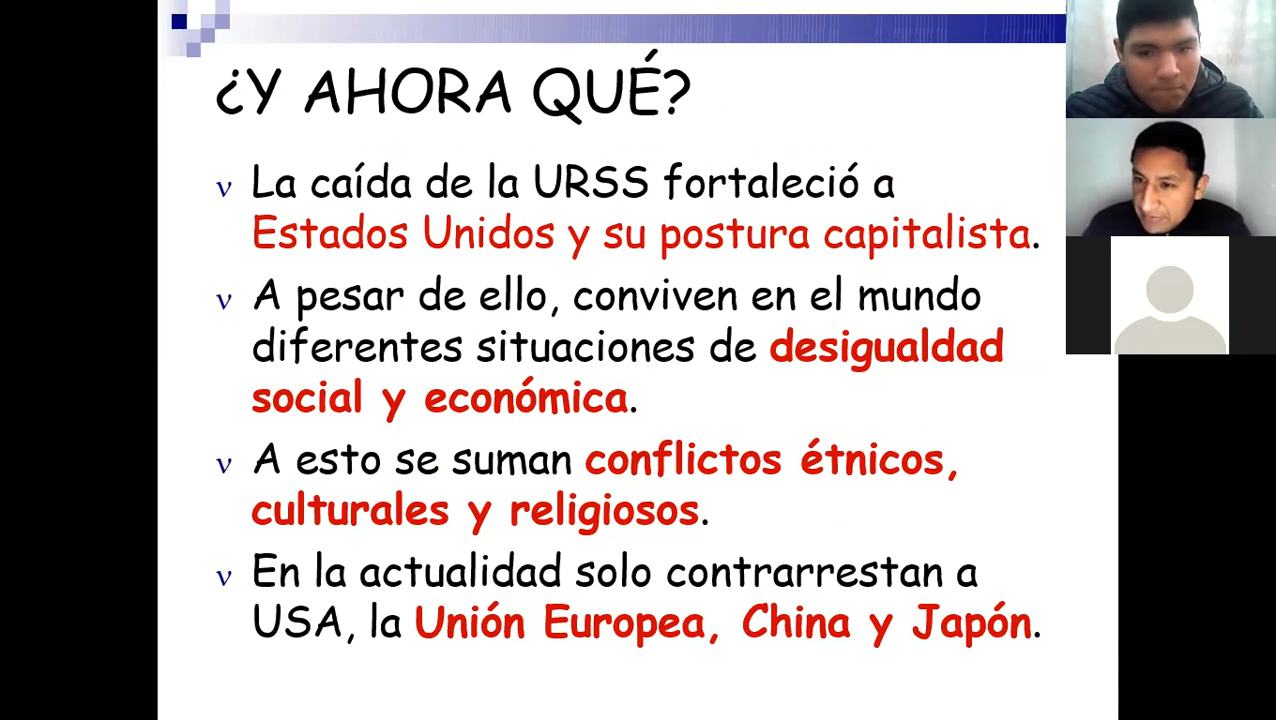 ¿Y AHORA QUÉ?
v La caída de la URSS fortaleció a
Estados Unidos y su postura capitalista.
v A pesar de ello, conviven en el mundo
diferentes situaciones de desigualdad
social y económica.
v A esto se suman conflictos étnicos,
culturales y religiosos.
v En la actualidad solo contrarrestan a
USA, la Unión Europea, China y Japón.